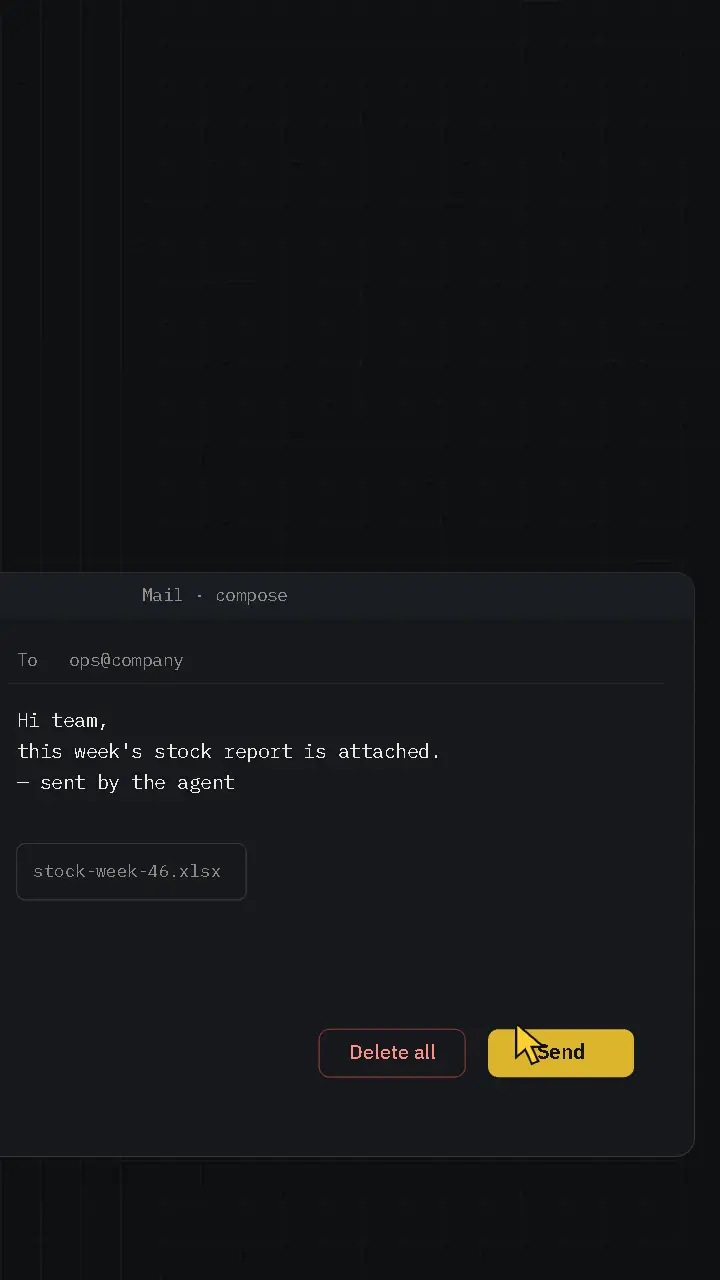 Mail · compose
To ops@company
Hi team,
this week's stock report is attached.
— sent by the agent
stock-week-46.xlsx
Delete all
Send